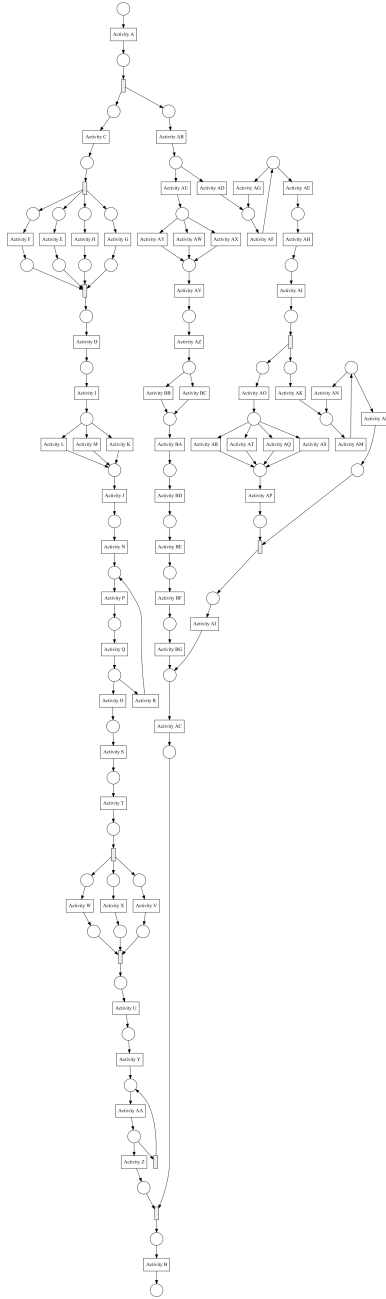 Activity A
Activity C
Activity AB
Activity AU
Activity AD
Activity AG
Activity AE
Activity F
Activity E
Activity H
Activity G
Activity AY
Activity AW
Activity AX
Activity AF
Activity AH
Activity AV
Activity AI
Activity D
Activity AZ
Activity I
Activity BB
Activity BC
Activity AO
Activity AK
Activity AN
Activity L
Activity M
Activity K
Activity BA
Activity AR
Activity AT
Activity AQ
Activity AS
Activity AM
Activity J
Activity BD
Activity AP
Activity N
Activity BE
Activity P
Activity BF
Activity AJ
Activity Q
Activity BG
Activity O
Activity R
Activity AC
Activity S
Activity T
Activity W
Activity X
Activity V
Activity U
Activity Y
Activity AA
Activity Z
Activity B